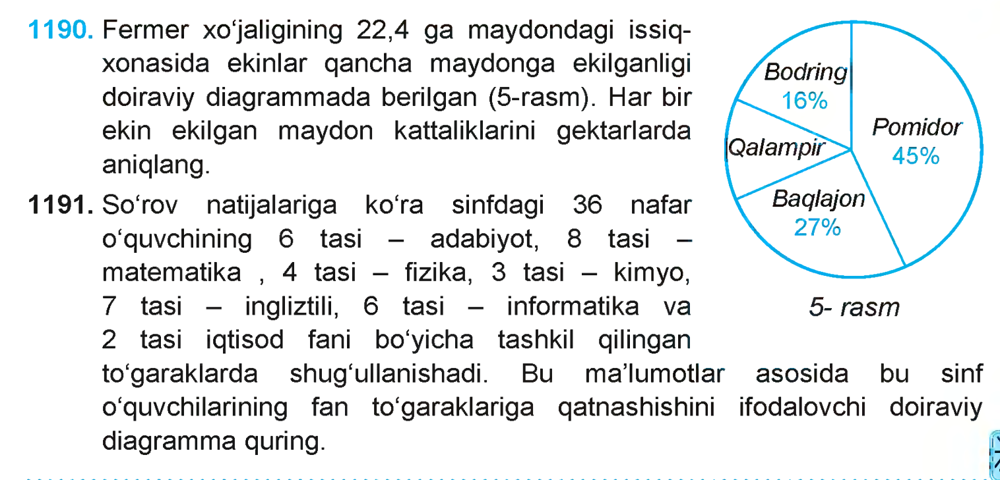 1190. Fermer xo‘jaligining 22,4 ga maydondagi issiq-
xonasida ekinlar qancha maydonga ekilganligi
doiraviy diagrammada berilgan (5-rasm). Har bir
ekin ekilgan maydon kattaliklarini gektarlarda
aniqlang.
1191. So‘rov natijalariga ko‘ra sinfdagi 36 nafar
o‘quvchining 6 tasi – adabiyot, 8 tasi –
matematika , 4 tasi – fizika, 3 tasi – kimyo,
7 tasi – ingliztili, 6 tasi – informatika va
2 tasi iqtisod fani bo‘yicha tashkil qilingan
to‘garaklarda shug‘ullanishadi. Bu ma’lumotlar asosida bu sinf
o‘quvchilarining fan to‘garaklariga qatnashishini ifodalovchi doiraviy
diagramma quring.
Bodring
16%
Pomidor
45%
Qalampir
Baqlajon
27%
5- rasm